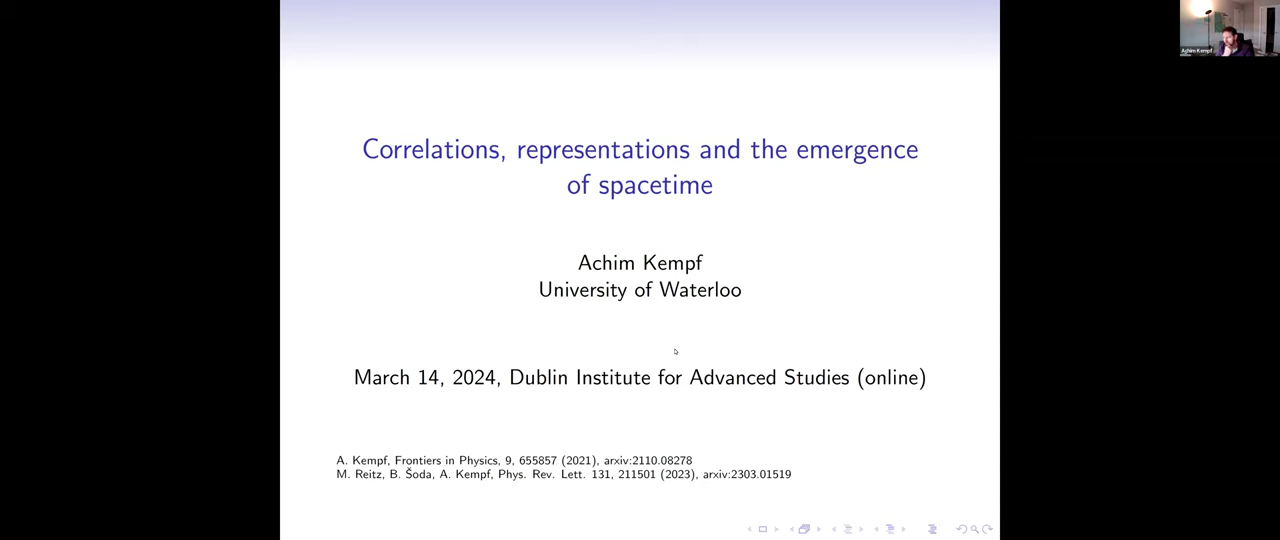 Achim Kempf
Correlations, representations and the emergence
of spacetime
Achim Kempf
University of Waterloo
March 14, 2024, Dublin Institute for Advanced Studies (online)
A. Kempf, Frontiers in Physics, 9, 655857 (2021), arxiv:2110.08278
M. Reitz, B. Šoda, A. Kempf, Phys. Rev. Lett. 131, 211501 (2023), arxiv:2303.01519